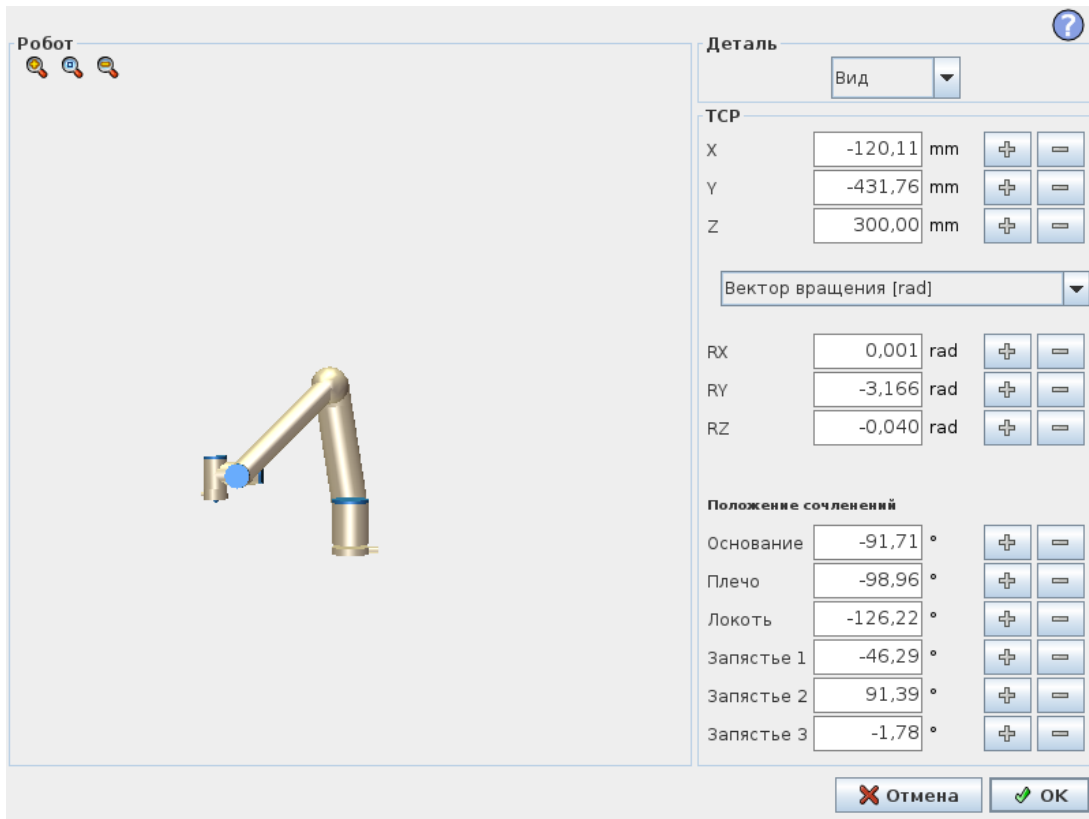 ?
Робот
Деталь
Вид
TCP
X -120,11 mm
Y -431,76 mm
Z 300,00 mm
Вектор вращения [rad]
RX 0,001 rad
RY -3,166 rad
RZ -0,040 rad
Положение сочленений
Основание -91,71 °
Плечо -98,96 °
Локоть -126,22 °
Запястье 1 -46,29 °
Запястье 2 91,39 °
Запястье 3 -1,78 °
Отмена
OK